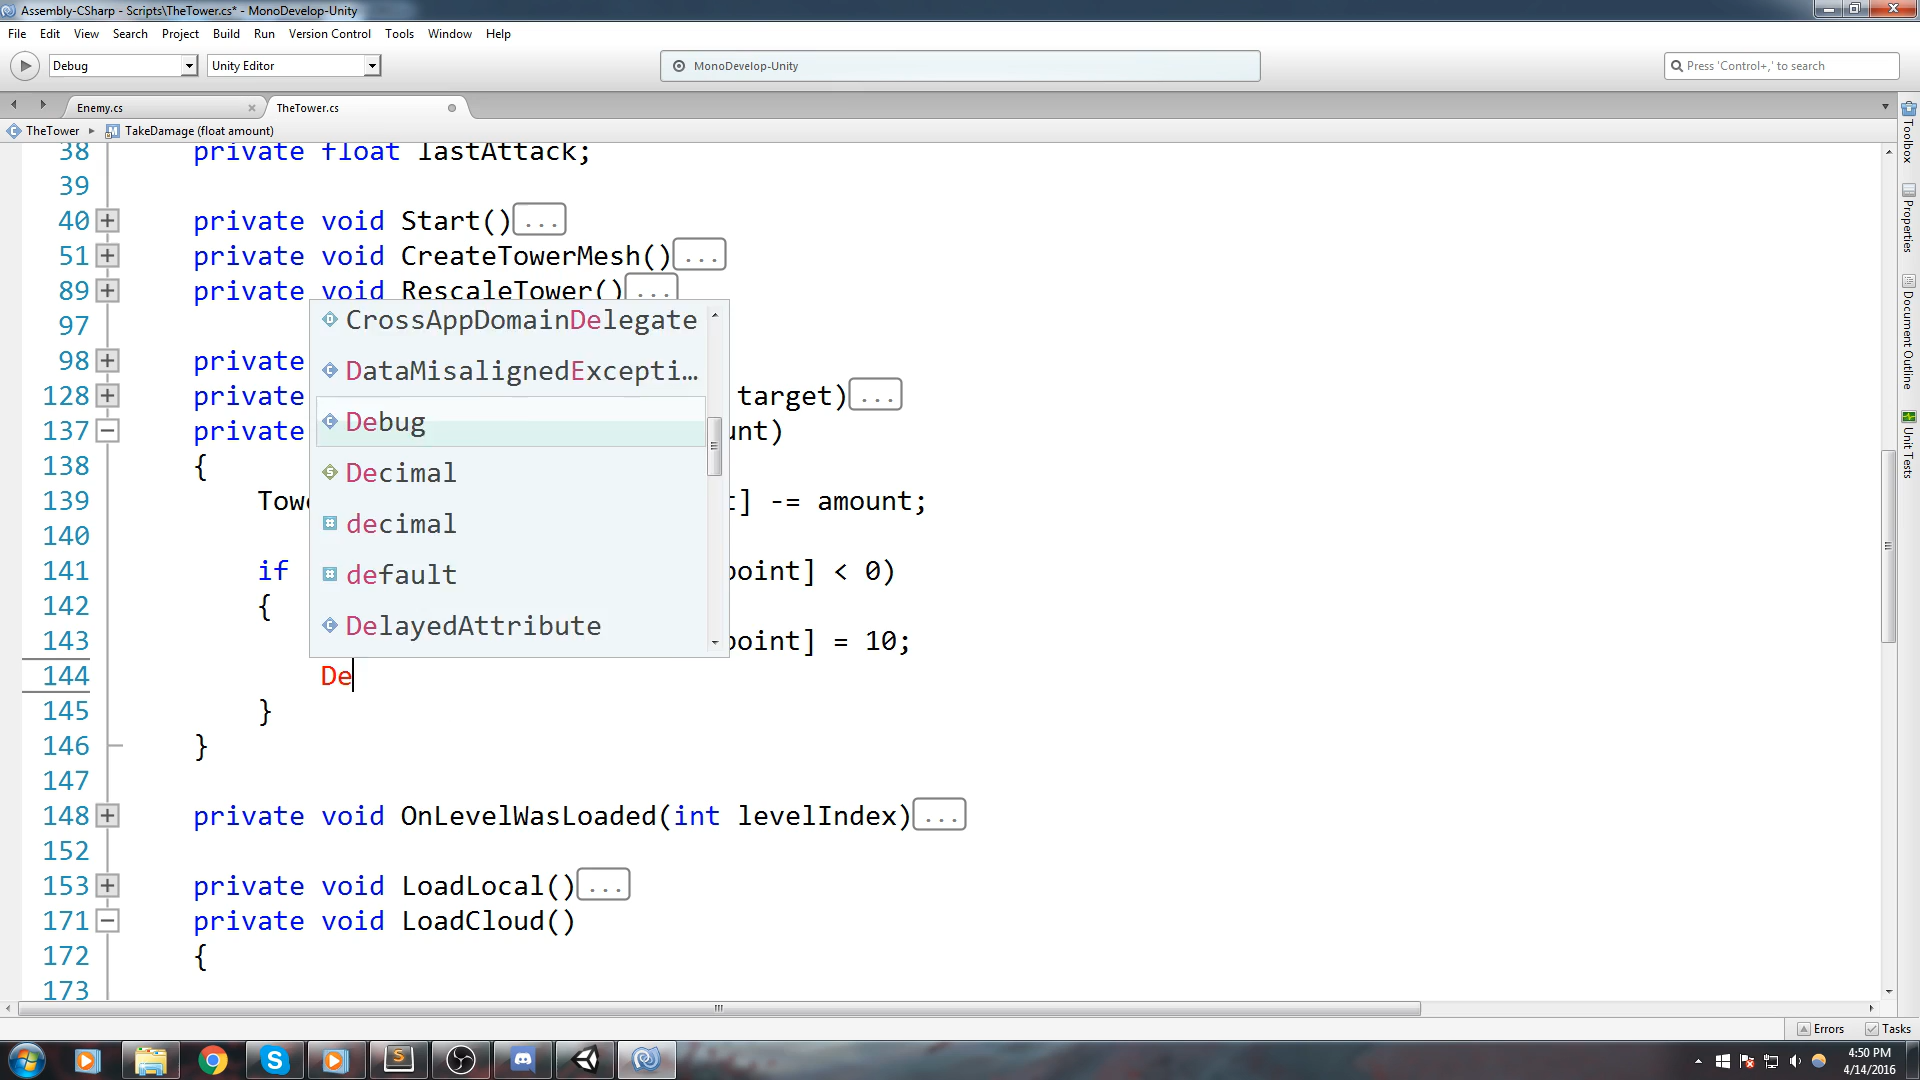 Assembly-CSharp - Scripts\TheTower.cs* - MonoDevelop-Unity
File Edit View Search Project Build Run Version Control Tools Window Help
Debug Unity Editor MonoDevelop-Unity Press 'Control+,' to search
Enemy.cs TheTower.cs
TheTower TakeDamage (float amount)
38 private float lastAttack;
39
40 private void Start()...
51 private void CreateTowerMesh()...
89 private void RescaleTower()...
97
98 private
128 private target)...
137 private unt)
138 {
139 Towe t] -= amount;
140
141 if point] < 0)
142 {
143 point] = 10;
144 De
145 }
146 }
147
148 private void OnLevelWasLoaded(int levelIndex)...
152
153 private void LoadLocal()...
171 private void LoadCloud()
172 {
173
CrossAppDomainDelegate
DataMisalignedExcepti...
Debug
Decimal
decimal
default
DelayedAttribute
Toolbox
Properties
Document Outline
Unit Tests
Errors Tasks
4:50 PM
4/14/2016